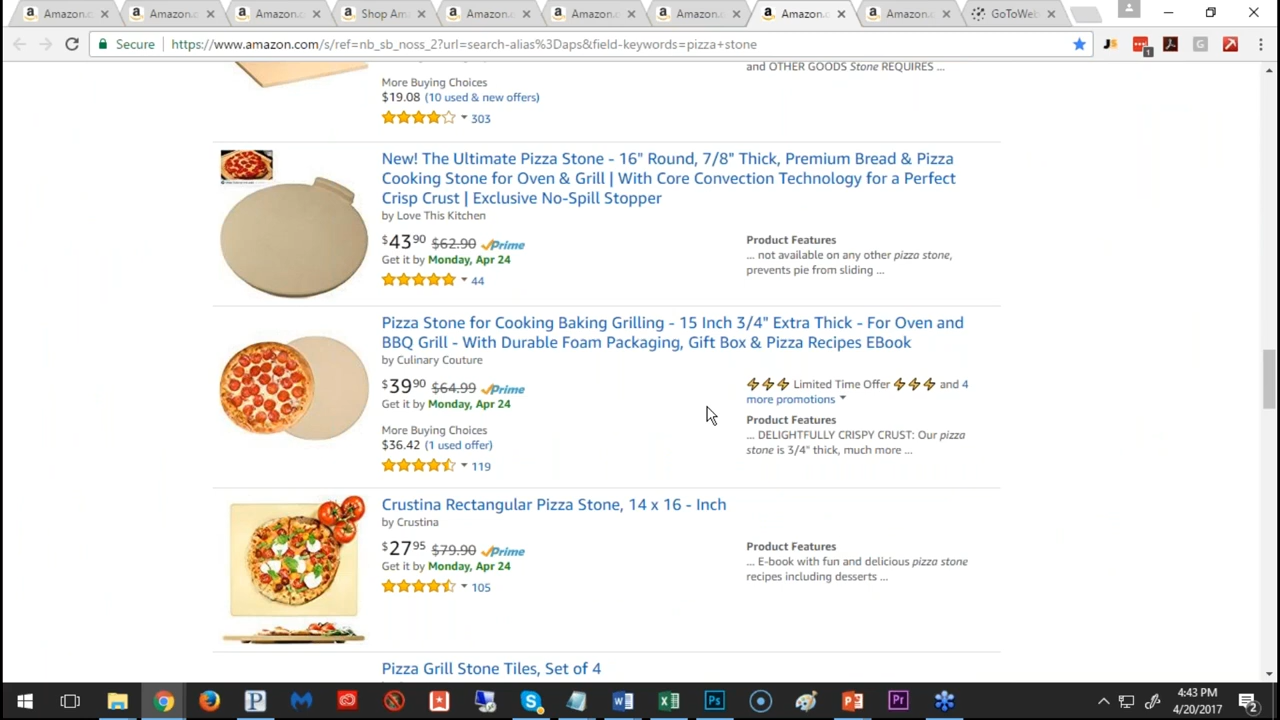 Amazon.c
Amazon.c
Amazon.c
Shop Am
Amazon.c
Amazon.c
Amazon.c
Amazon.c
Amazon.c
GoToWeb
Secure
https://www.amazon.com/s/ref=nb_sb_noss_2?url=search-alias%3Daps&field-keywords=pizza+stone
and OTHER GOODS Stone REQUIRES ...
More Buying Choices
$19.08 (10 used & new offers)
303
New! The Ultimate Pizza Stone - 16" Round, 7/8" Thick, Premium Bread & Pizza
Cooking Stone for Oven & Grill | With Core Convection Technology for a Perfect
Crisp Crust | Exclusive No-Spill Stopper
by Love This Kitchen
$43 90 $62.90 Prime
Get it by Monday, Apr 24
44
Product Features
... not available on any other pizza stone,
prevents pie from sliding ...
Pizza Stone for Cooking Baking Grilling - 15 Inch 3/4" Extra Thick - For Oven and
BBQ Grill - With Durable Foam Packaging, Gift Box & Pizza Recipes EBook
by Culinary Couture
$39 90 $64.99 Prime
Get it by Monday, Apr 24
More Buying Choices
$36.42 (1 used offer)
119
Limited Time Offer and 4
more promotions
Product Features
... DELIGHTFULLY CRISPY CRUST: Our pizza
stone is 3/4" thick, much more ...
Crustina Rectangular Pizza Stone, 14 x 16 - Inch
by Crustina
$27 95 $79.90 Prime
Get it by Monday, Apr 24
105
Product Features
... E-book with fun and delicious pizza stone
recipes including desserts ...
Pizza Grill Stone Tiles, Set of 4
4:43 PM
4/20/2017
2